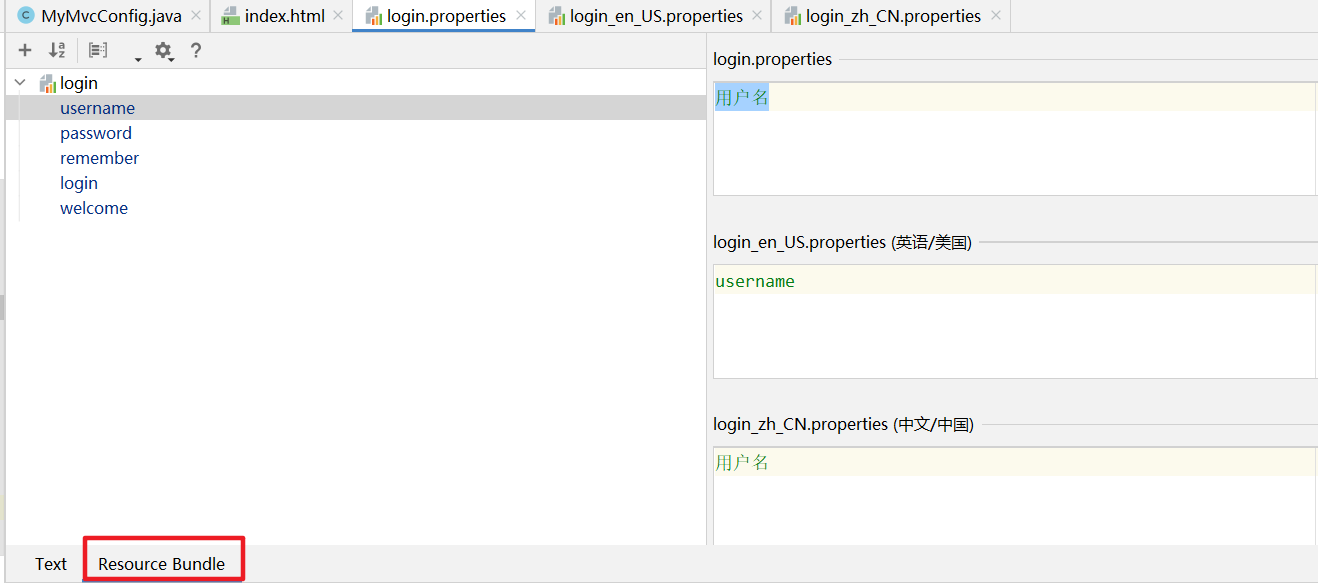 MyMvcConfig.java index.html login.properties login_en_US.properties login_zh_CN.properties
login
username
password
remember
login
welcome
login.properties
用户名
login_en_US.properties (英语/美国)
username
login_zh_CN.properties (中文/中国)
用户名
Text Resource Bundle